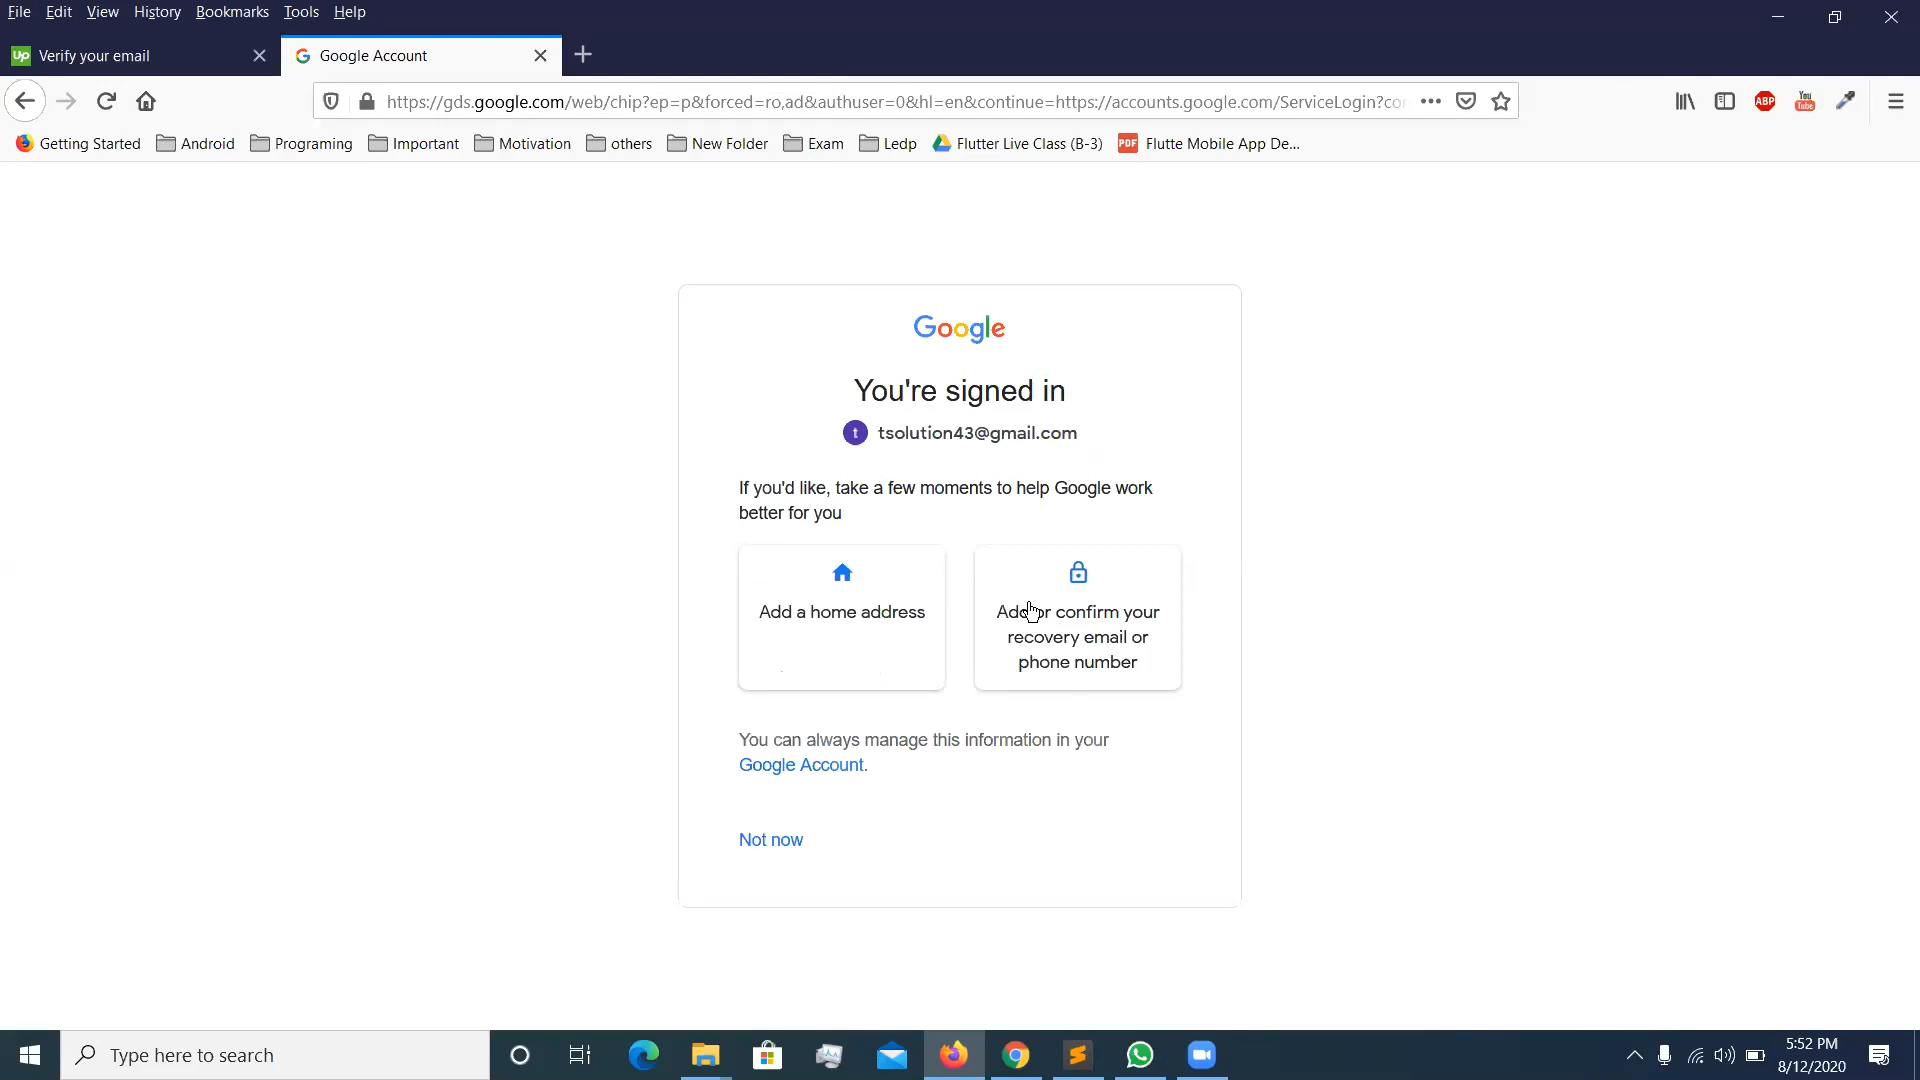 File Edit View History Bookmarks Tools Help
Up Verify your email
Google Account
https://gds.google.com/web/chip?ep=p&forced=ro,ad&authuser=0&hl=en&continue=https://accounts.google.com/ServiceLogin?co
ABP
You Tube
Getting Started Android Programing Important Motivation others New Folder Exam Ledp Flutter Live Class (B-3) PDF Flutte Mobile App De...
Google
You're signed in
t tsolution43@gmail.com
If you'd like, take a few moments to help Google work
better for you
Add a home address
Add or confirm your
recovery email or
phone number
You can always manage this information in your
Google Account.
Not now
Type here to search
5:52 PM
8/12/2020